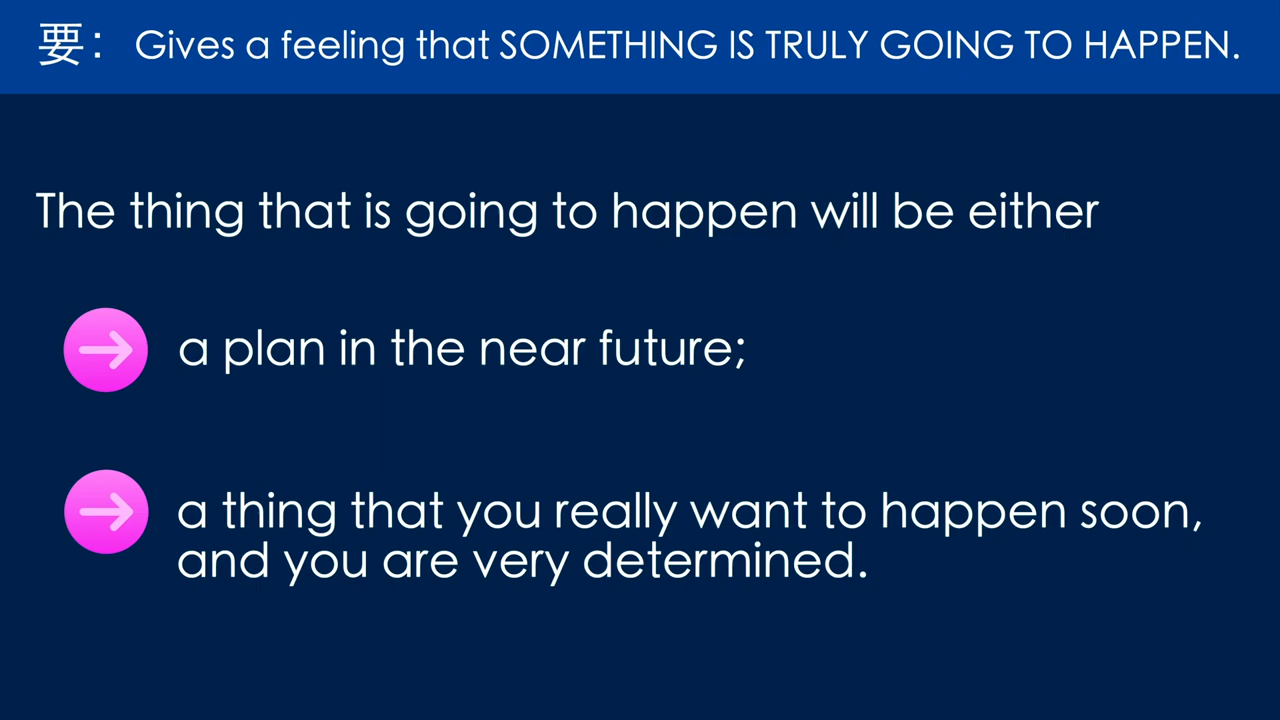 要： Gives a feeling that SOMETHING IS TRULY GOING TO HAPPEN.
The thing that is going to happen will be either
a plan in the near future;
a thing that you really want to happen soon,
and you are very determined.